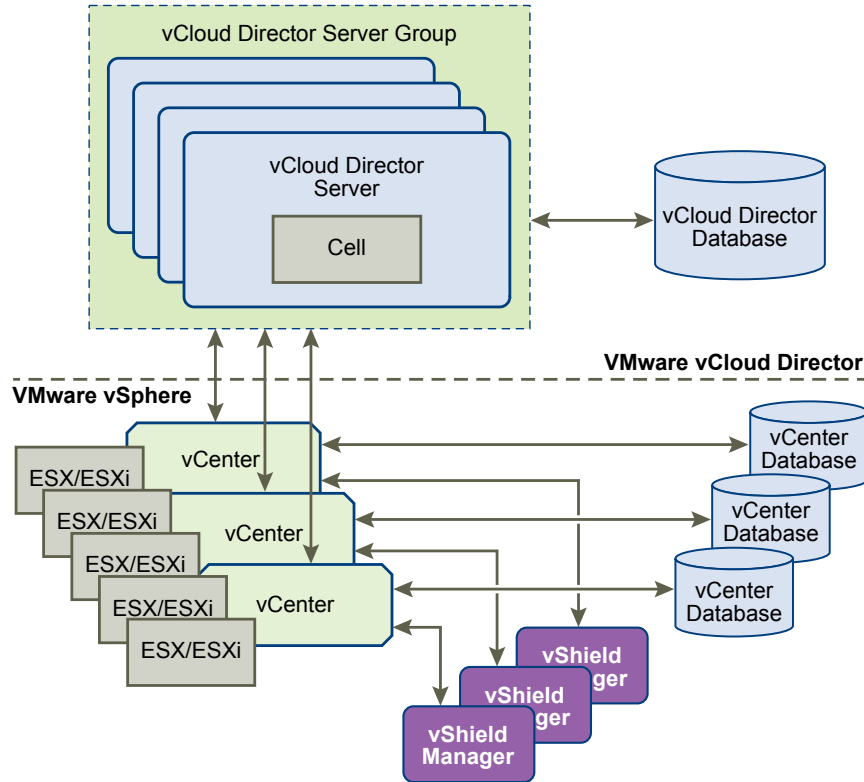 vCloud Director Server Group
vCloud Director
Server
Cell
vCloud Director
Database
VMware vCloud Director
VMware vSphere
vCenter
ESX/ESXi
vCenter
Database
ESX/ESXi
vCenter
vCenter
Database
ESX/ESXi
vCenter
vCenter
Database
ESX/ESXi
ESX/ESXi
vShield
ger
vShield
ger
vShield
Manager